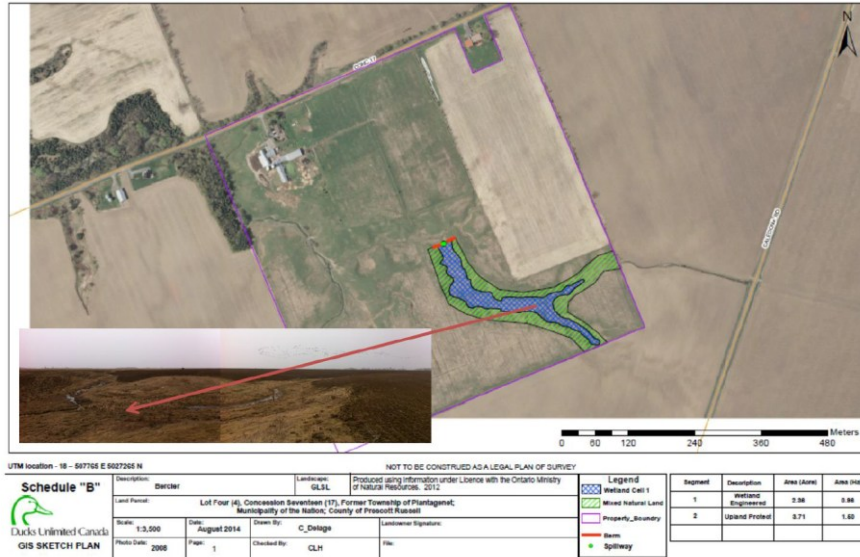 N
CONC 17
CALEDONIA RD
Meters
0 60 120 240 360 480
UTM location - 18 - 507765 E 5027265 N
NOT TO BE CONSTRUED AS A LEGAL PLAN OF SURVEY
Schedule "B"
Ducks Unlimited Canada
GIS SKETCH PLAN
Description:
Bercier
Landscape:
GLSL
Produced using information under Licence with the Ontario Ministry
of Natural Resources, 2012
Land Parcel:
Lot Four (4), Concession Seventeen (17), Former Township of Plantagenet;
Municipality of the Nation; County of Prescott Russell
Scale:
1:3,500
Date:
August 2014
Drawn By:
C_Delage
Landowner Signature:
Photo Date:
2008
Page:
1
Checked By:
CLH
File:
Legend
Wetland Cell 1
Mixed Natural Land
Property_Boundry
Berm
Spillway
Segment Description Area (Acre) Area (Ha
1 Wetland Engineered 2.38 0.96
2 Upland Protect 3.71 1.50